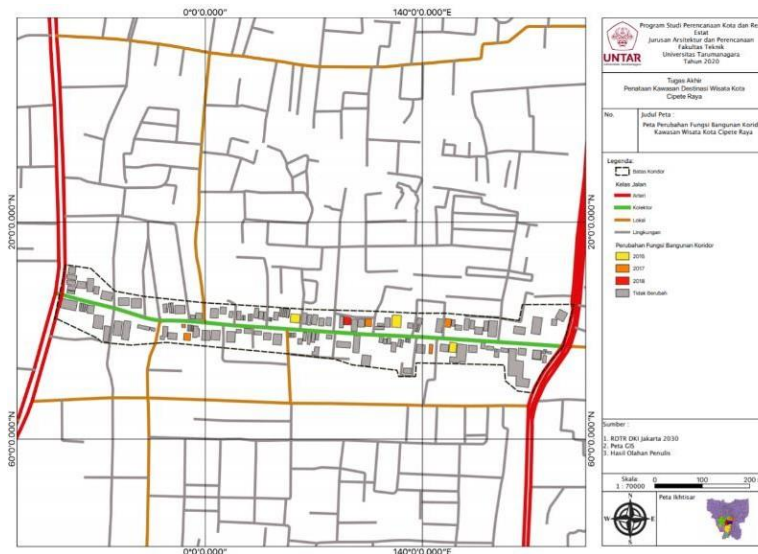 0°0'0.000"
140°0'0.000"E
20°0'0.000"N
20°0'0.000"N
60°0'0.000"N
60°0'0.000"N
0°0'0.000"
140°0'0.000"E
UNTAR
Program Studi Perencanaan Kota dan Re
Estat
Jurusan Arsitektur dan Perencanaan
Fakultas Teknik
Universitas Tarumanagara
Tahun 2020
Tugas Akhir
Penataan Kawasan Destinasi Wisata Kota
Cipete Raya
No.
Judul Peta :
Peta Perubahan Fungsi Bangunan Korid
Kawasan Wisata Kota Cipete Raya
Legenda:
Batas Koridor
Kelas Jalan
Arteri
Kolektor
Lokal
Lingkungan
Perubahan Fungsi Bangunan Koridor
2016
2017
2018
Tidak Berubah
Sumber :
1. RDTR DKI Jakarta 2030
2. Peta GIS
3. Hasil Olahan Penulis
Skala:
1 : 70000
0 100 200
N
W E
S
Peta Ikhtisar